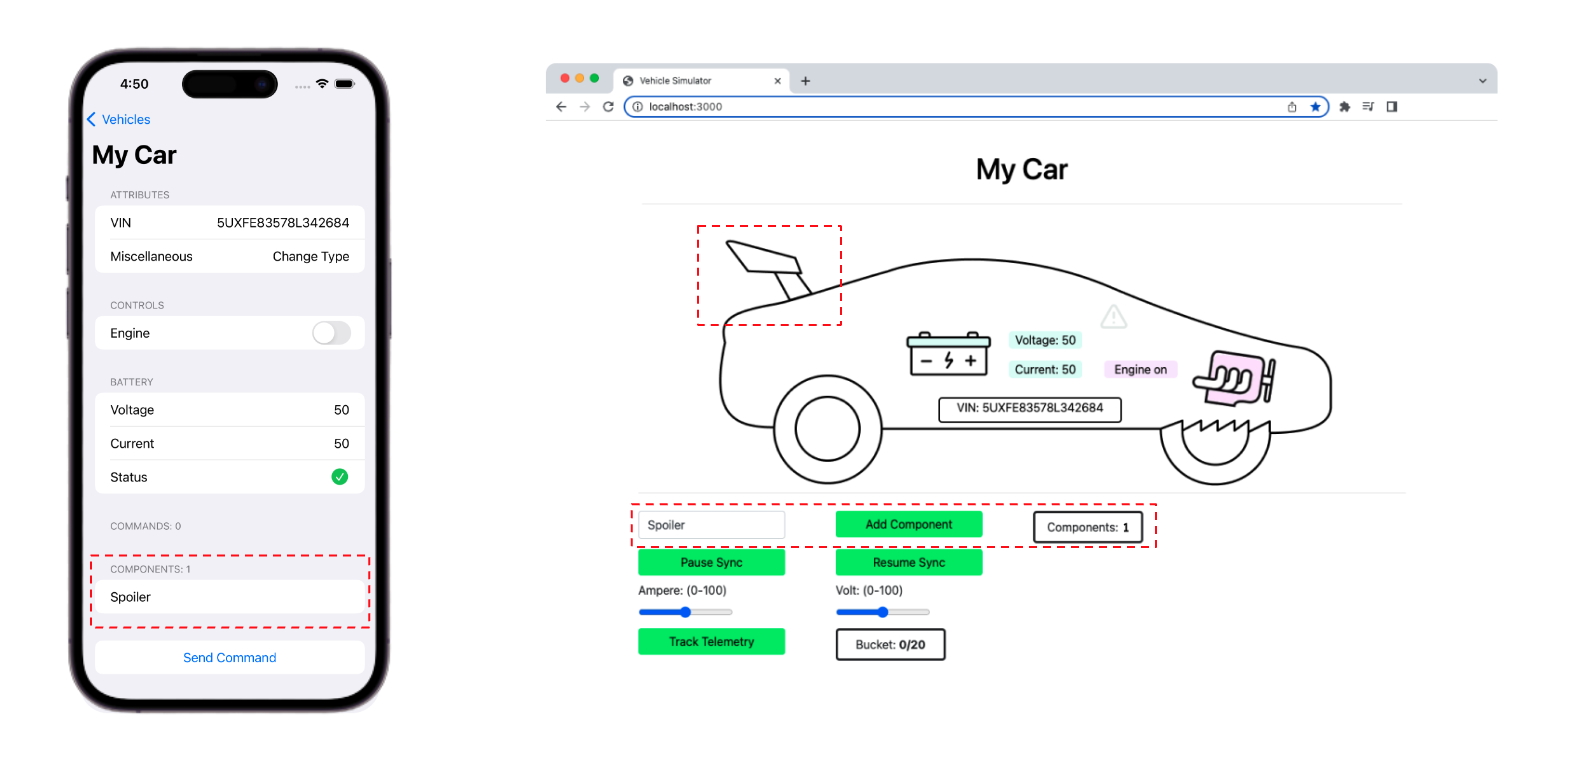 4:50
Vehicles
My Car
ATTRIBUTES
VIN 5UXFE83578L342684
Miscellaneous Change Type
CONTROLS
Engine
BATTERY
Voltage 50
Current 50
Status
COMMANDS: 0
COMPONENTS: 1
Spoiler
Send Command
Vehicle Simulator
localhost:3000
My Car
Voltage: 50
Current: 50 Engine on
VIN: 5UXFE83578L342684
Spoiler Add Component Components: 1
Pause Sync Resume Sync
Ampere: (0-100) Volt: (0-100)
Track Telemetry Bucket: 0/20